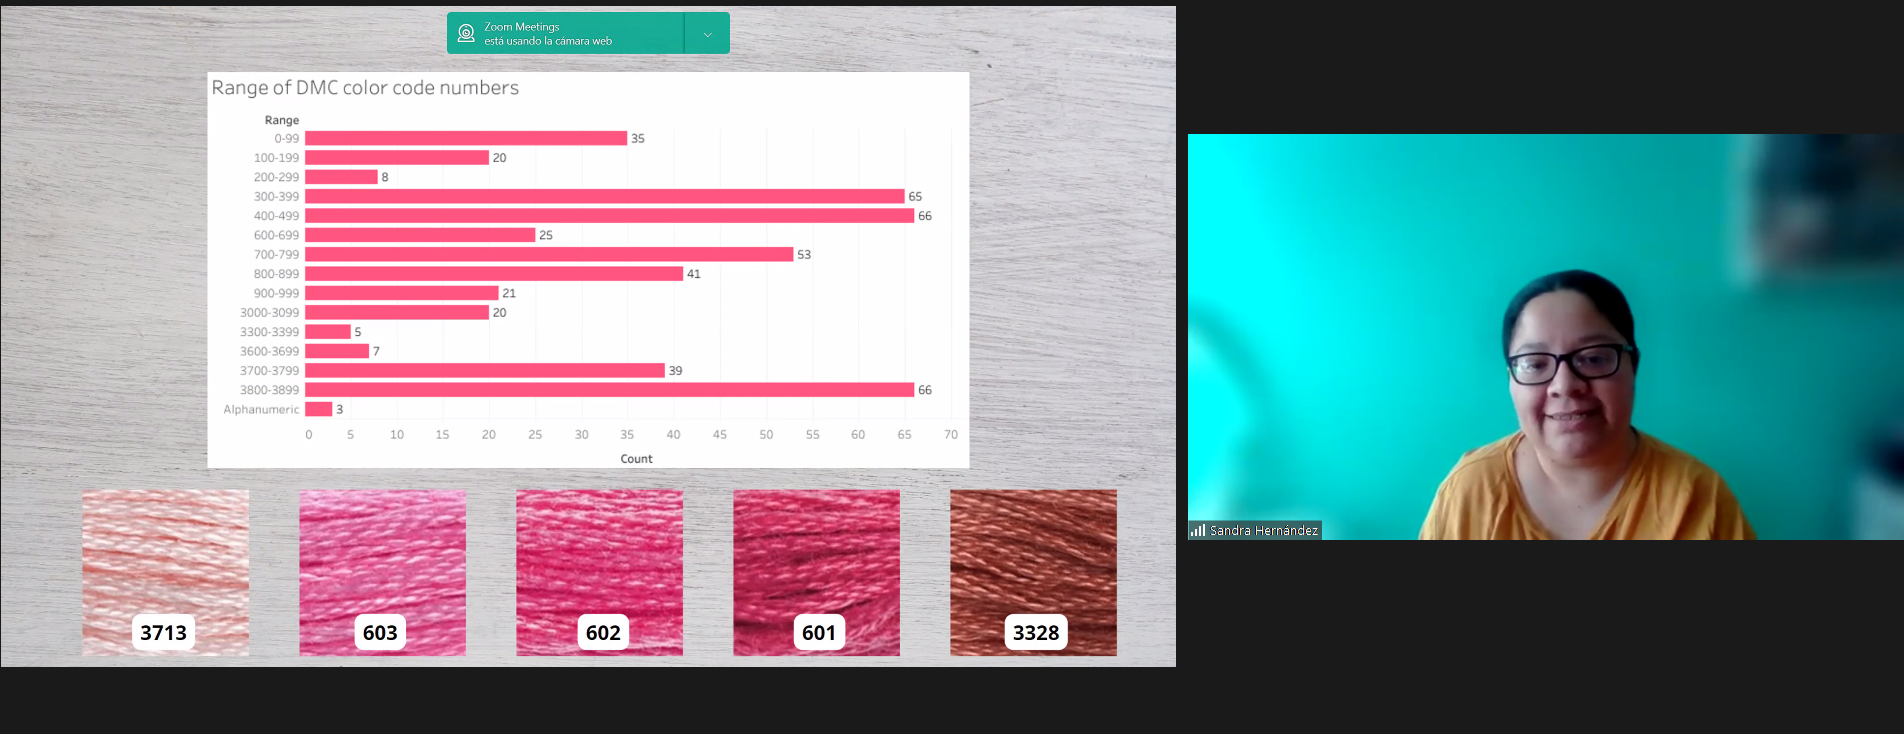 Zoom Meetings
está usando la cámara web
Range of DMC color code numbers
Range
0-99 35
100-199 20
200-299 8
300-399 65
400-499 66
600-699 25
700-799 53
800-899 41
900-999 21
3000-3099 20
3300-3399 5
3600-3699 7
3700-3799 39
3800-3899 66
Alphanumeric 3
0 5 10 15 20 25 30 35 40 45 50 55 60 65 70
Count
3713 603 602 601 3328
Sandra Hernández